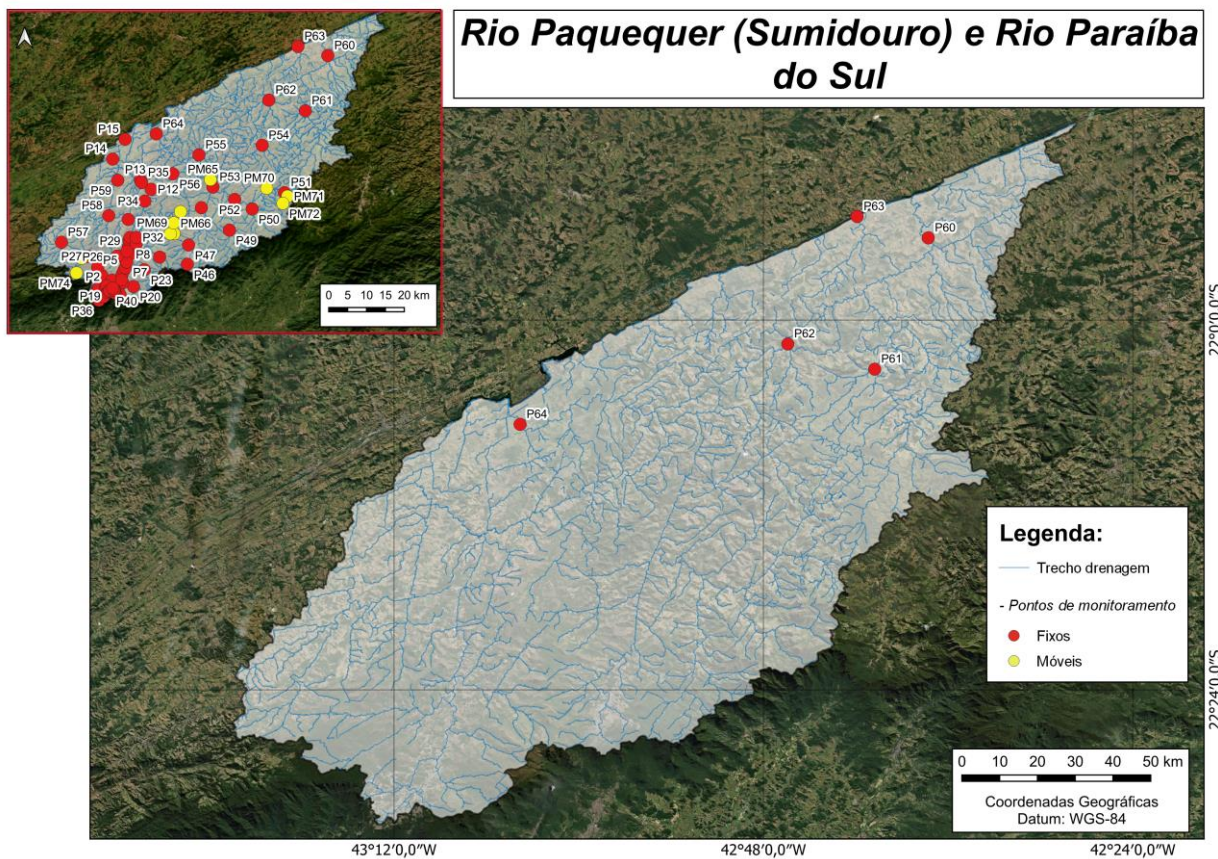 Rio Paquequer (Sumidouro) e Rio Paraíba
do Sul
P63
P60
P62
P61
P54
P15
P64
P55
P14
P13
P35
PM65
P53
PM70
P51
P59
P12
P56
PM71
P34
P52
PM72
P58
PM69
PM66
P50
P57
P29
P32
P49
P27
P26
P5
P8
P47
PM74
P2
P7
P23
P46
P19
P40
P20
P36
0 5 10 15 20 km
P63
P60
P62
P61
P64
22°0'0,0"S
22°24'0,0"S
Legenda:
Trecho drenagem
- Pontos de monitoramento
Fixos
Móveis
0 10 20 30 40 50 km
Coordenadas Geográficas
Datum: WGS-84
43°12'0,0"W
42°48'0,0"W
42°24'0,0"W